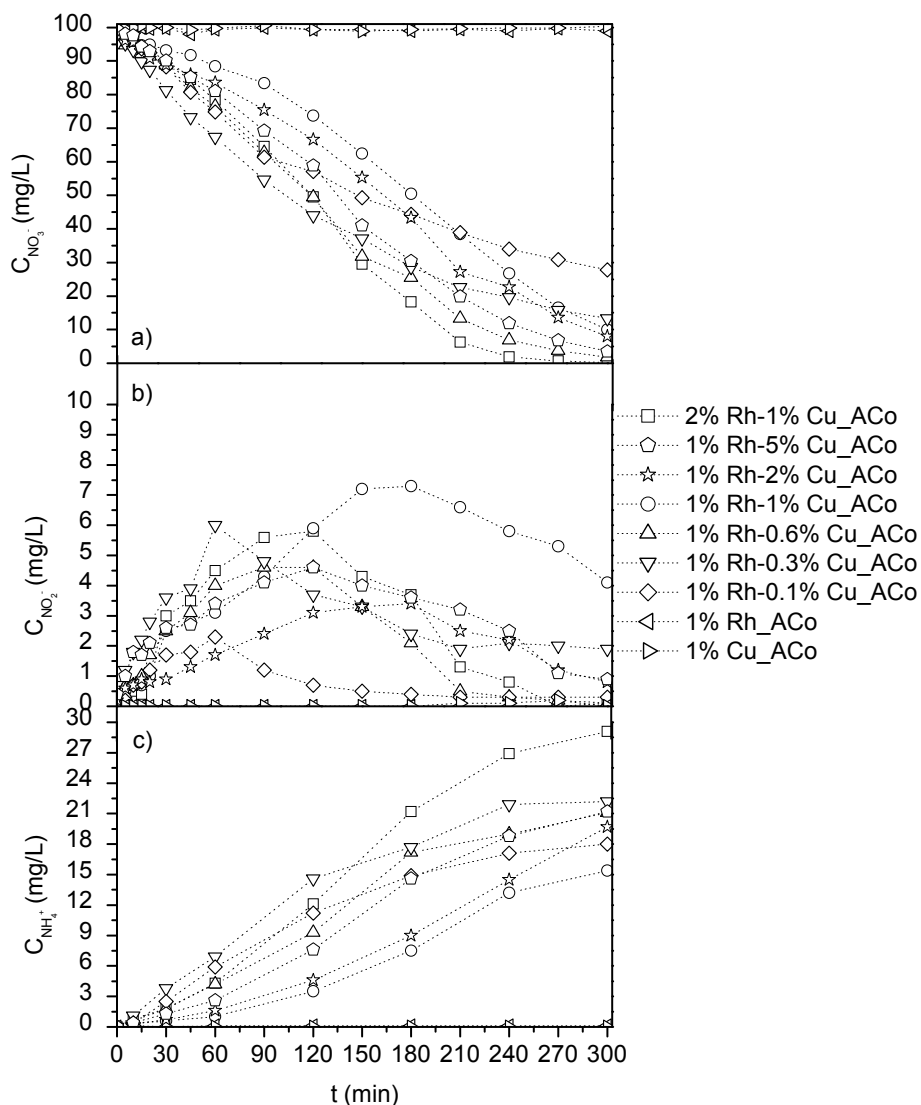 100
90
80
70
60
50
40
30
20
10
0
C_NO₃⁻ (mg/L)
a)
10
9
8
7
6
5
4
3
2
1
0
C_NO₂⁻ (mg/L)
b)
2% Rh-1% Cu_ACo
1% Rh-5% Cu_ACo
1% Rh-2% Cu_ACo
1% Rh-1% Cu_ACo
1% Rh-0.6% Cu_ACo
1% Rh-0.3% Cu_ACo
1% Rh-0.1% Cu_ACo
1% Rh_ACo
1% Cu_ACo
27
24
21
18
15
12
9
6
3
0
C_NH₄⁺ (mg/L)
c)
0 30 60 90 120 150 180 210 240 270 300
t (min)